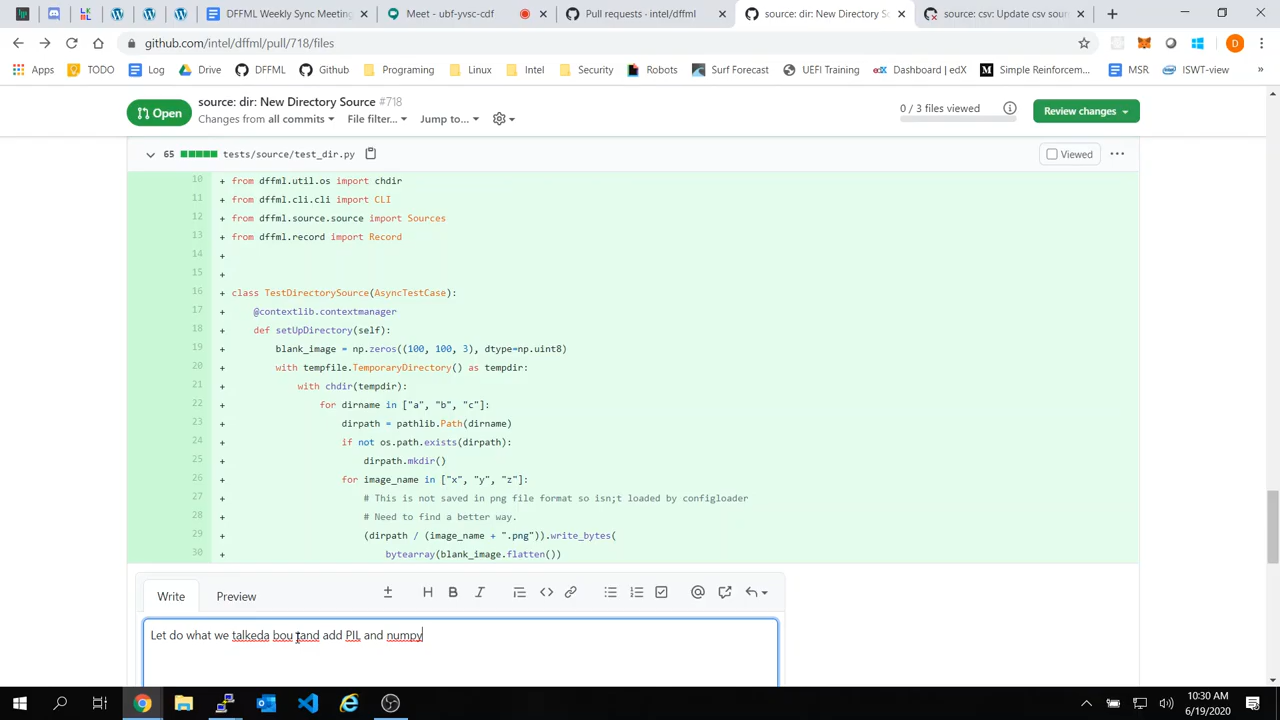 DFFML Weekly Sync Meeting
Meet - ubf-yvsc-cdf
Pull requests · intel/dffml
source: dir: New Directory S
source: csv: Update csv sour
github.com/intel/dffml/pull/718/files
D
Apps
TODO
Log
Drive
DFFML
Github
Programming
Linux
Intel
Security
Robots
Surf Forecast
UEFI Training
Dashboard | edX
Simple Reinforcem...
MSR
ISWT-view
»
Open
source: dir: New Directory Source #718
Changes from all commits
File filter...
Jump to...
0 / 3 files viewed
Review changes
65 tests/source/test_dir.py
Viewed
10 + from dffml.util.os import chdir
11 + from dffml.cli.cli import CLI
12 + from dffml.source.source import Sources
13 + from dffml.record import Record
14 +
15 +
16 + class TestDirectorySource(AsyncTestCase):
17 + @contextlib.contextmanager
18 + def setUpDirectory(self):
19 + blank_image = np.zeros((100, 100, 3), dtype=np.uint8)
20 + with tempfile.TemporaryDirectory() as tempdir:
21 + with chdir(tempdir):
22 + for dirname in ["a", "b", "c"]:
23 + dirpath = pathlib.Path(dirname)
24 + if not os.path.exists(dirpath):
25 + dirpath.mkdir()
26 + for image_name in ["x", "y", "z"]:
27 + # This is not saved in png file format so isn;t loaded by configloader
28 + # Need to find a better way.
29 + (dirpath / (image_name + ".png")).write_bytes(
30 + bytearray(blank_image.flatten())
Write
Preview
Let do what we talkeda bou tand add PIL and numpy
10:30 AM
6/19/2020